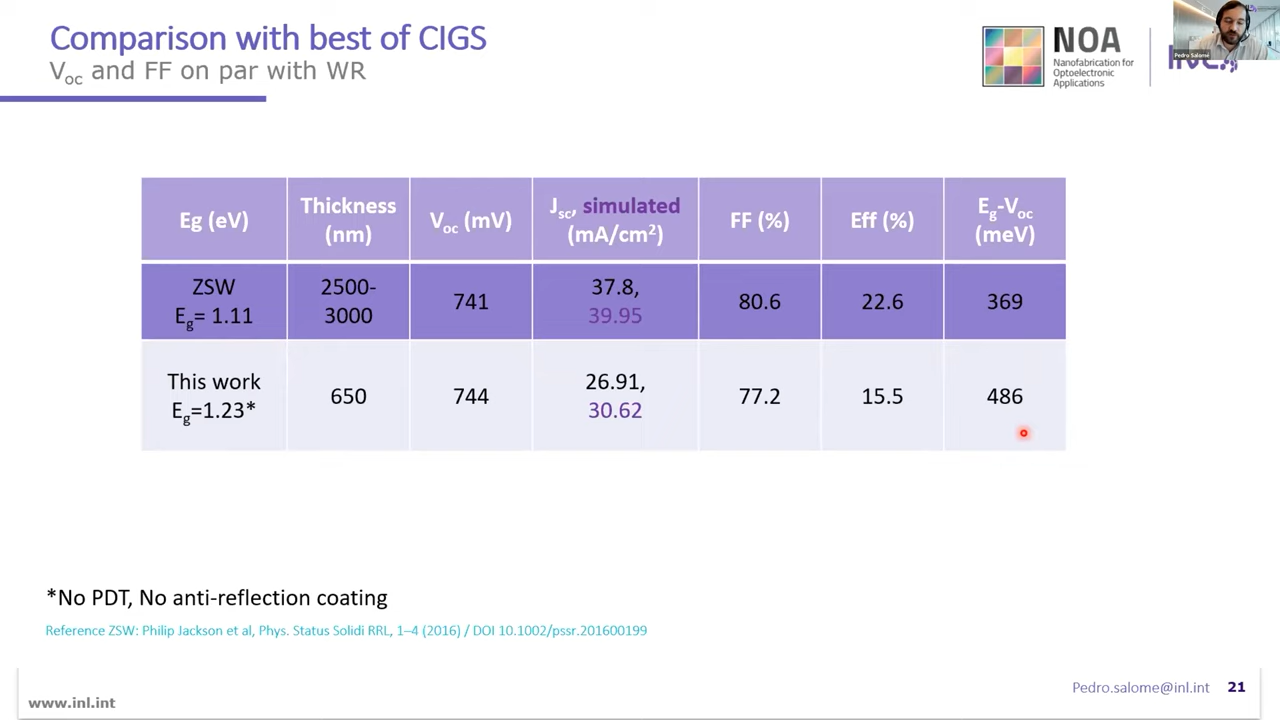 Comparison with best of CIGS
Voc and FF on par with WR
NOA
Nanofabrication for
Optoelectronic
Applications
Pedro Salomé
Eg (eV)
Thickness
(nm)
Voc (mV)
Jsc, simulated
(mA/cm²)
FF (%)
Eff (%)
Eg-Voc
(meV)
ZSW
Eg= 1.11
2500-
3000
741
37.8,
39.95
80.6
22.6
369
This work
Eg=1.23*
650
744
26.91,
30.62
77.2
15.5
486
*No PDT, No anti-reflection coating
Reference ZSW: Philip Jackson et al, Phys. Status Solidi RRL, 1–4 (2016) / DOI 10.1002/pssr.201600199
www.inl.int
Pedro.salome@inl.int 21